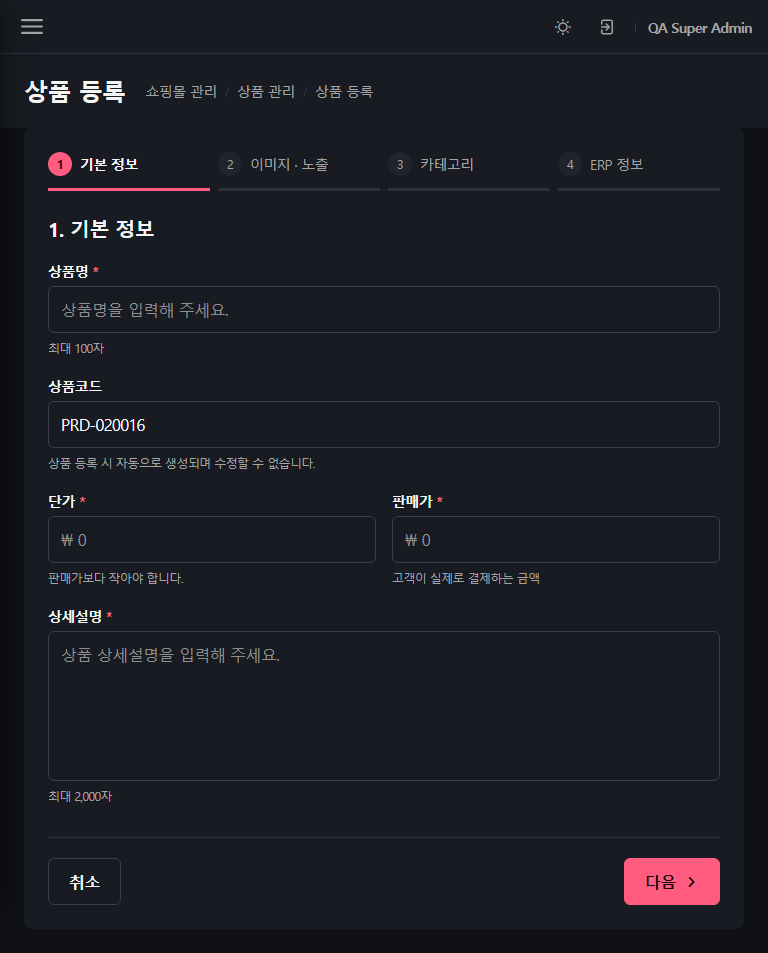 QA Super Admin
상품 등록 쇼핑몰 관리 / 상품 관리 / 상품 등록
1 기본 정보 2 이미지 · 노출 3 카테고리 4 ERP 정보
1. 기본 정보
상품명 *
상품명을 입력해 주세요.
최대 100자
상품코드
PRD-020016
상품 등록 시 자동으로 생성되며 수정할 수 없습니다.
단가 * 판매가 *
₩ 0 ₩ 0
판매가보다 작아야 합니다. 고객이 실제로 결제하는 금액
상세설명 *
상품 상세설명을 입력해 주세요.
최대 2,000자
취소 다음